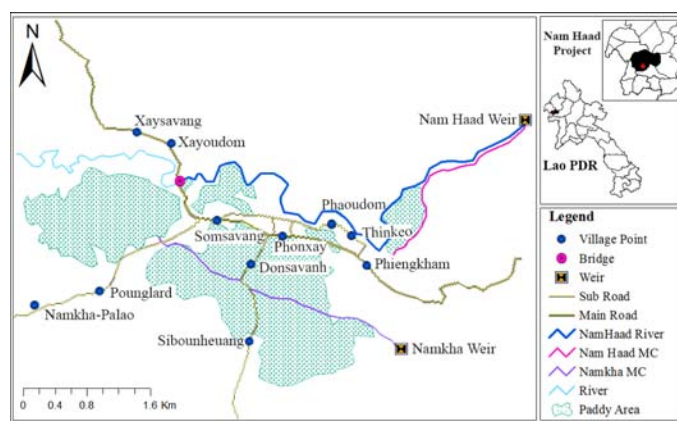 N
Xaysavang
Xayoudom
Nam Haad Weir
Phaoudom
Somsavang
Thinkeo
Phonxay
Donsavanh
Phiengkham
Pounglard
Namkha-Palao
Sibounheuang
Namkha Weir
0 0.4 0.8 1.6 Km
Nam Haad
Project
Lao PDR
Legend
Village Point
Bridge
Weir
Sub Road
Main Road
NamHaad River
Nam Haad MC
Namkha MC
River
Paddy Area